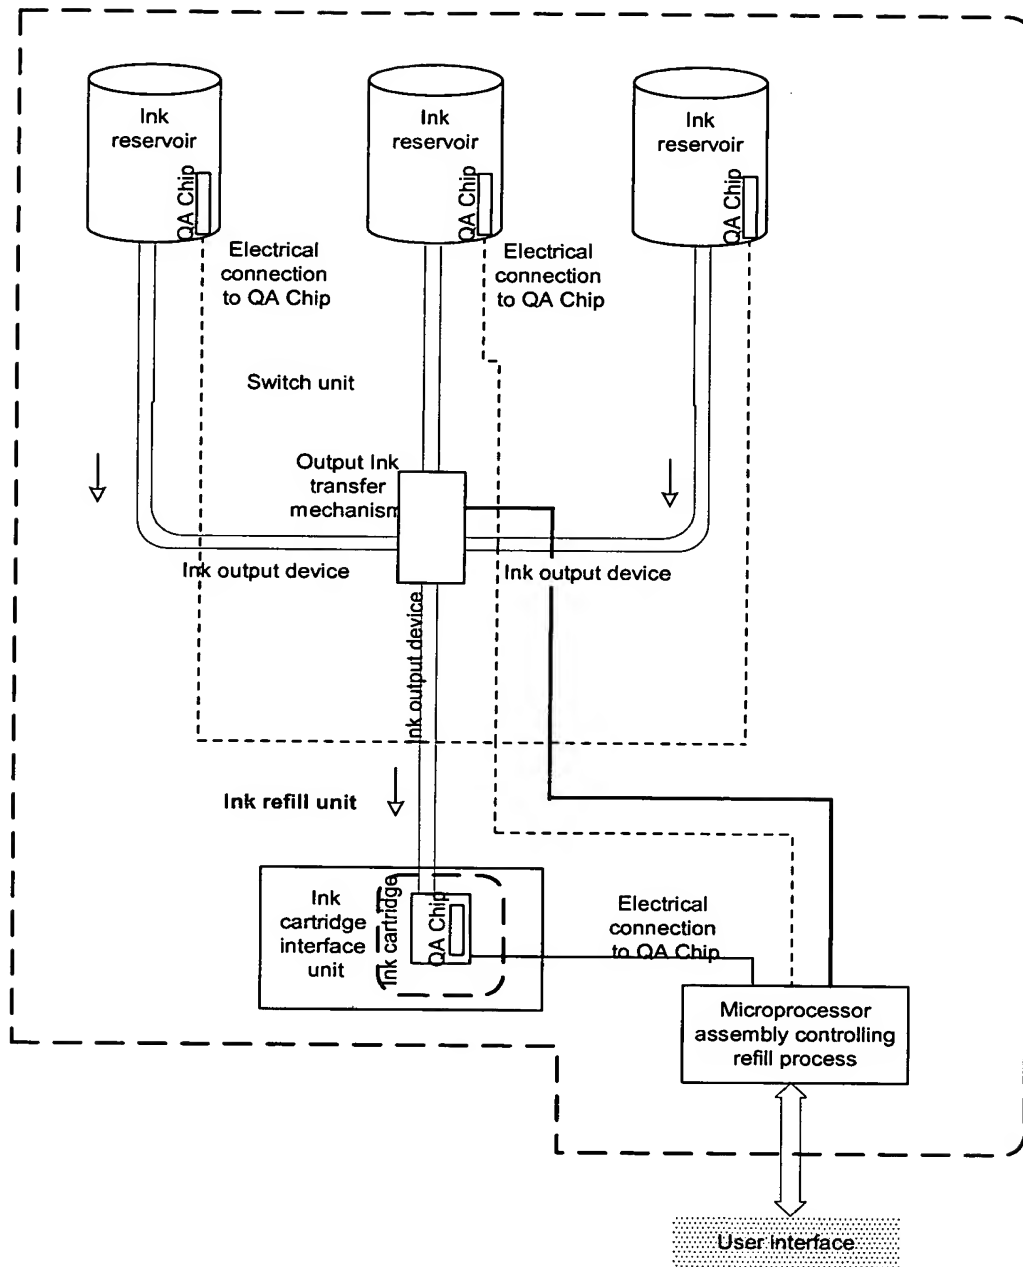 Ink
reservoir
QA Chip
Ink
reservoir
QA Chip
Ink
reservoir
QA Chip
Electrical
connection
to QA Chip
Electrical
connection
to QA Chip
Switch unit
Output Ink
transfer
mechanism
Ink output device
Ink output device
Ink output device
Ink refill unit
Ink
cartridge
interface
unit
Ink cartridge
QA Chip
Electrical
connection
to QA Chip
Microprocessor
assembly controlling
refill process
User interface